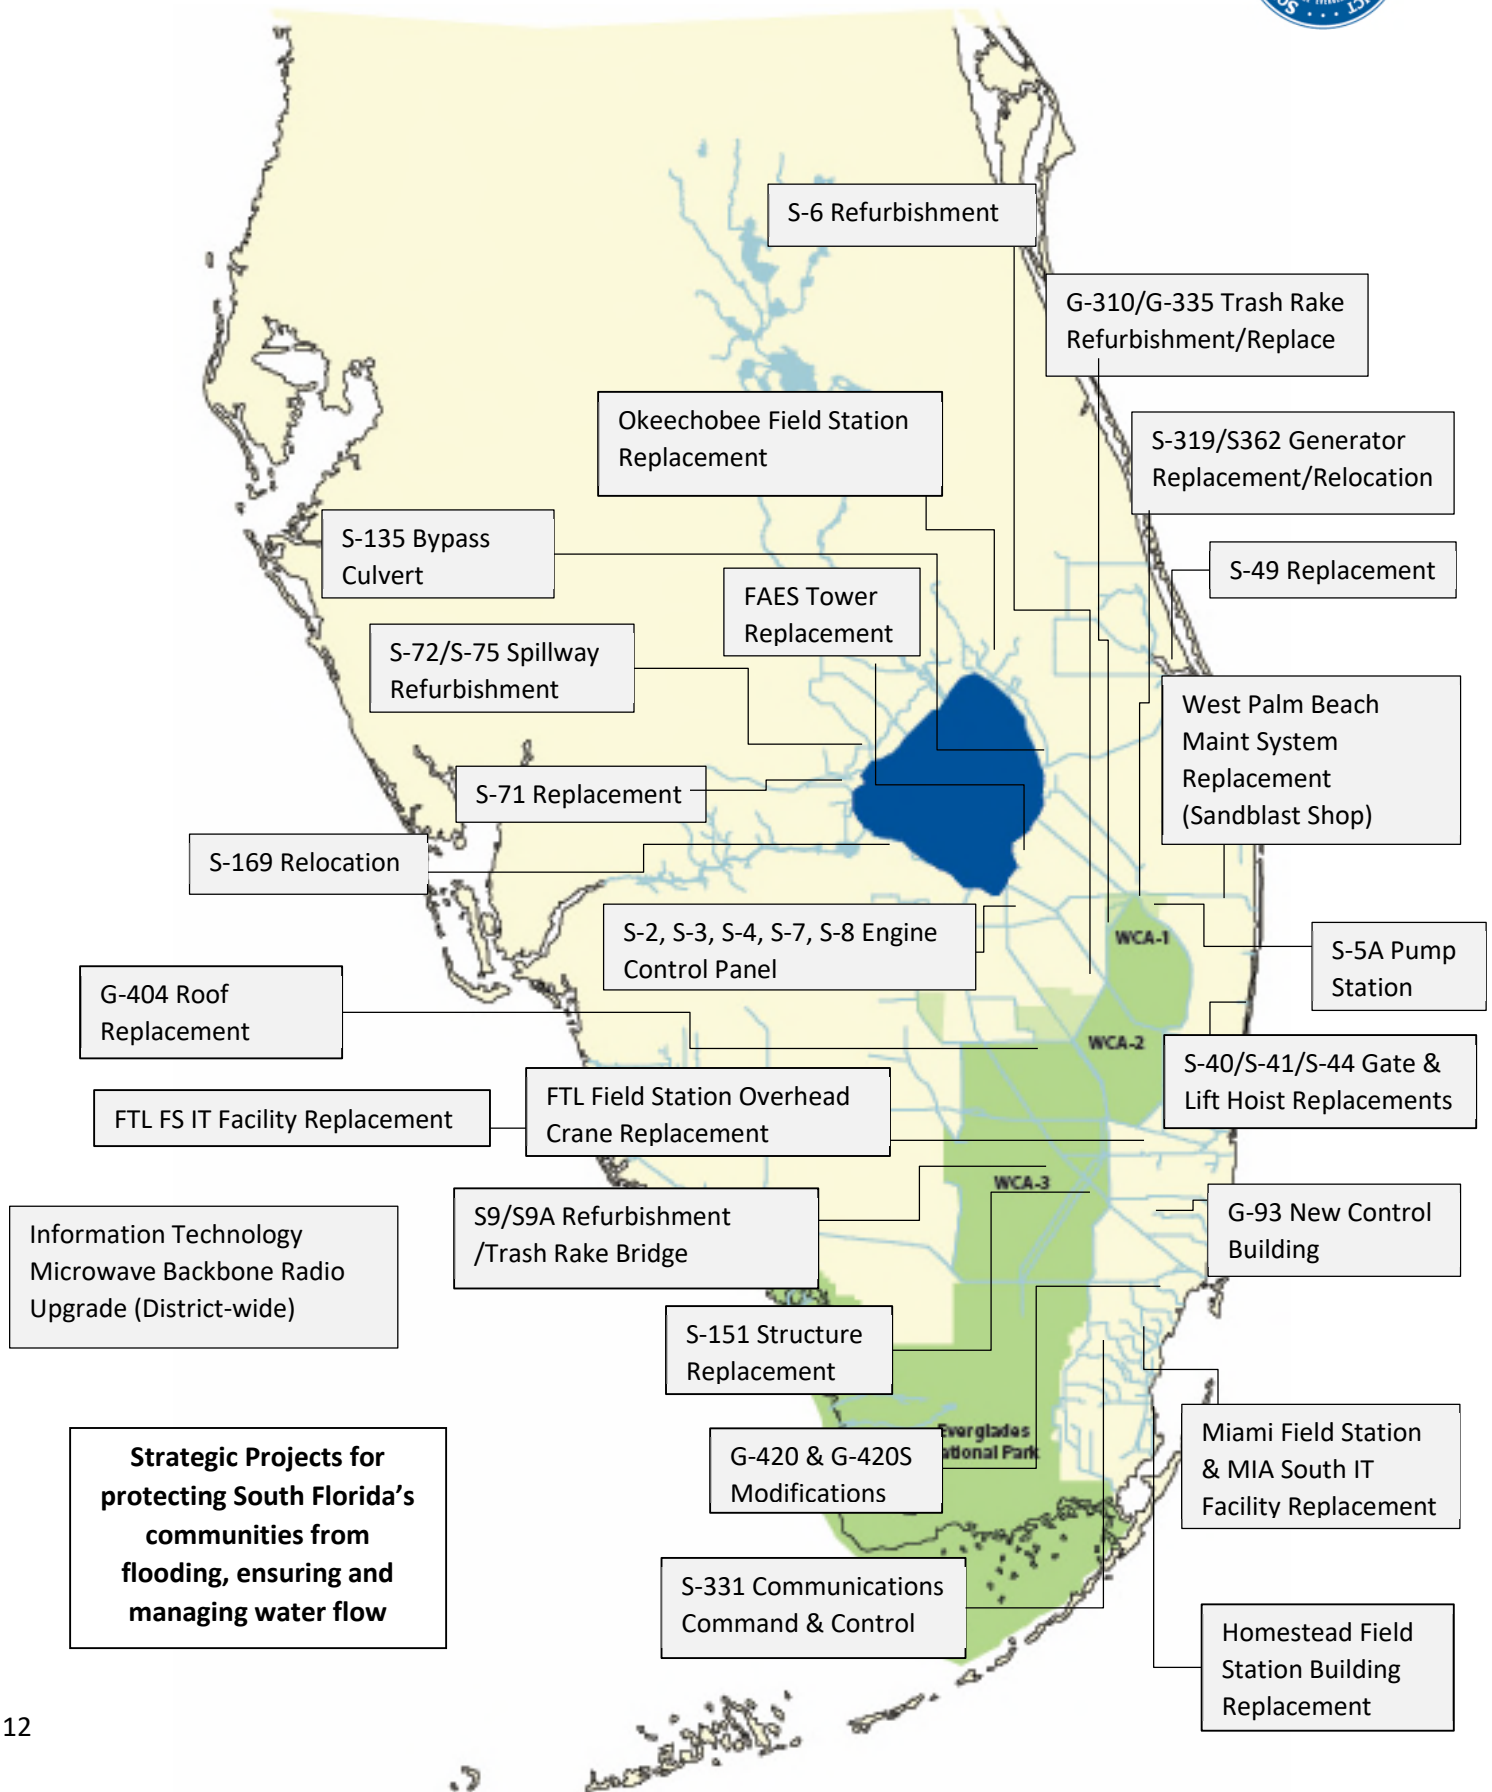 S-6 Refurbishment
G-310/G-335 Trash Rake
Refurbishment/Replace
Okeechobee Field Station
Replacement
S-319/S362 Generator
Replacement/Relocation
S-135 Bypass
Culvert
S-49 Replacement
FAES Tower
Replacement
S-72/S-75 Spillway
Refurbishment
West Palm Beach
Maint System
Replacement
(Sandblast Shop)
S-71 Replacement
S-169 Relocation
S-2, S-3, S-4, S-7, S-8 Engine
Control Panel
WCA-1
S-5A Pump
Station
G-404 Roof
Replacement
WCA-2
S-40/S-41/S-44 Gate &
Lift Hoist Replacements
FTL FS IT Facility Replacement
FTL Field Station Overhead
Crane Replacement
WCA-3
S9/S9A Refurbishment
/Trash Rake Bridge
G-93 New Control
Building
Information Technology
Microwave Backbone Radio
Upgrade (District-wide)
S-151 Structure
Replacement
Everglades
ational Park
G-420 & G-420S
Modifications
Miami Field Station
& MIA South IT
Facility Replacement
Strategic Projects for
protecting South Florida's
communities from
flooding, ensuring and
managing water flow
S-331 Communications
Command & Control
Homestead Field
Station Building
Replacement
12